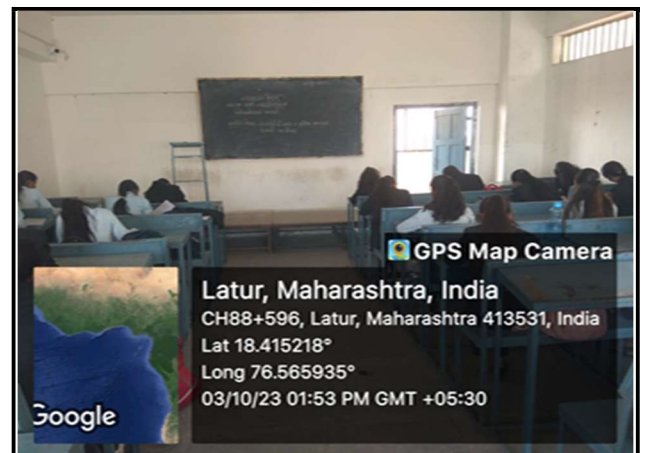 GPS Map Camera
Latur, Maharashtra, India
CH88+596, Latur, Maharashtra 413531, India
Lat 18.415218°
Long 76.565935°
03/10/23 01:53 PM GMT +05:30
Google